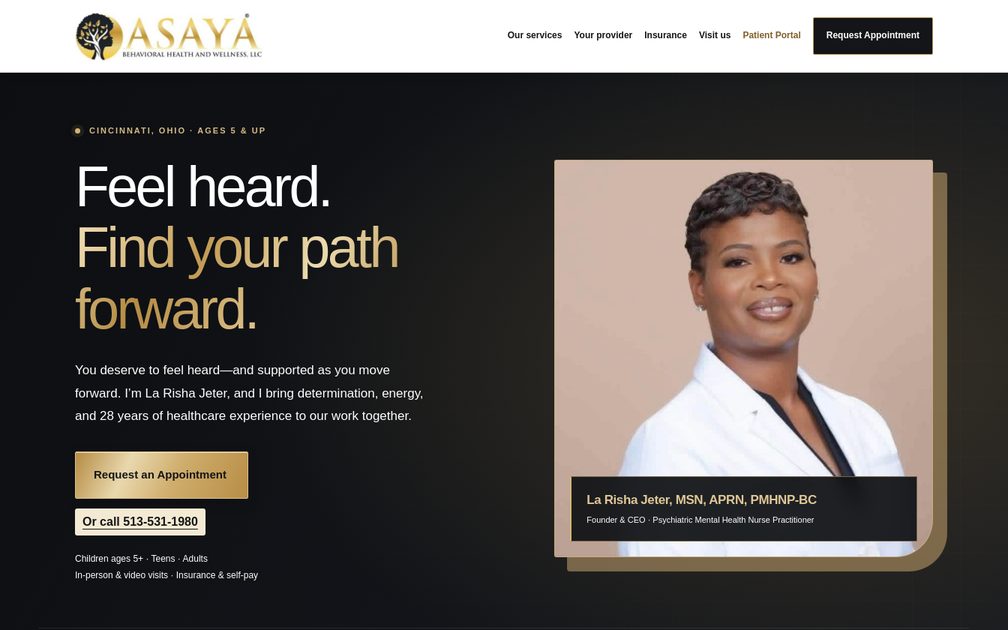 ASAYA®
BEHAVIORAL HEALTH AND WELLNESS, LLC
Our services
Your provider
Insurance
Visit us
Patient Portal
Request Appointment
CINCINNATI, OHIO · AGES 5 & UP
Feel heard.
Find your path
forward.
You deserve to feel heard—and supported as you move
forward. I’m La Risha Jeter, and I bring determination, energy,
and 28 years of healthcare experience to our work together.
Request an Appointment
Or call 513-531-1980
Children ages 5+ · Teens · Adults
In-person & video visits · Insurance & self-pay
La Risha Jeter, MSN, APRN, PMHNP-BC
Founder & CEO · Psychiatric Mental Health Nurse Practitioner